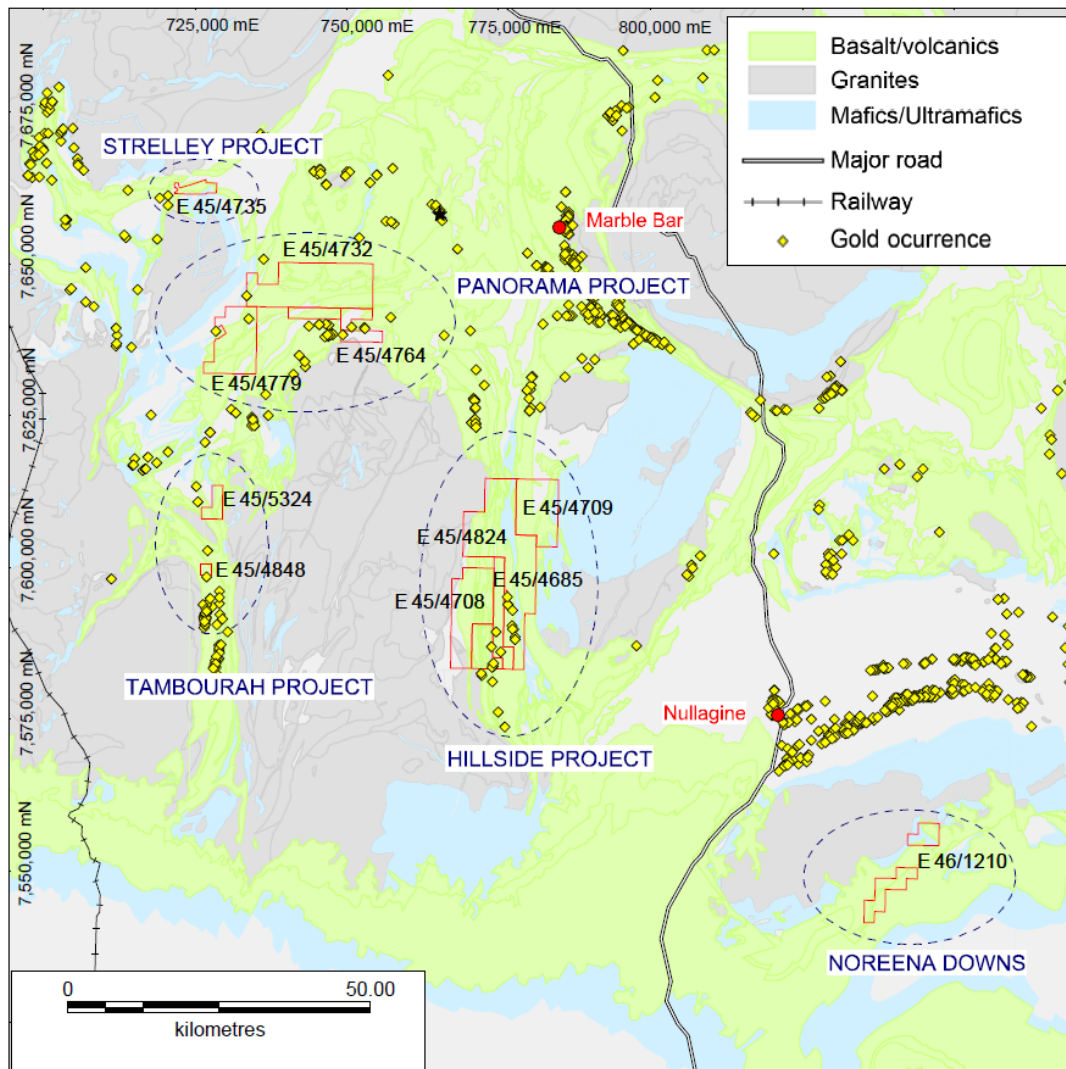 725,000 mE
750,000 mE
775,000 mE
800,000 mE
Basalt/volcanics
Granites
Mafics/Ultramafics
Major road
Railway
Gold ocurrence
7,675,000 mN
STRELLEY PROJECT
E 45/4735
Marble Bar
7,650,000 mN
E 45/4732
PANORAMA PROJECT
E 45/4764
E 45/4779
7,625,000 mN
E 45/5324
E 45/4709
E 45/4824
7,600,000 mN
E 45/4848
E 45/4685
E 45/4708
TAMBOURAH PROJECT
7,575,000 mN
Nullagine
HILLSIDE PROJECT
7,550,000 mN
E 46/1210
NOREENA DOWNS
0
50.00
kilometres